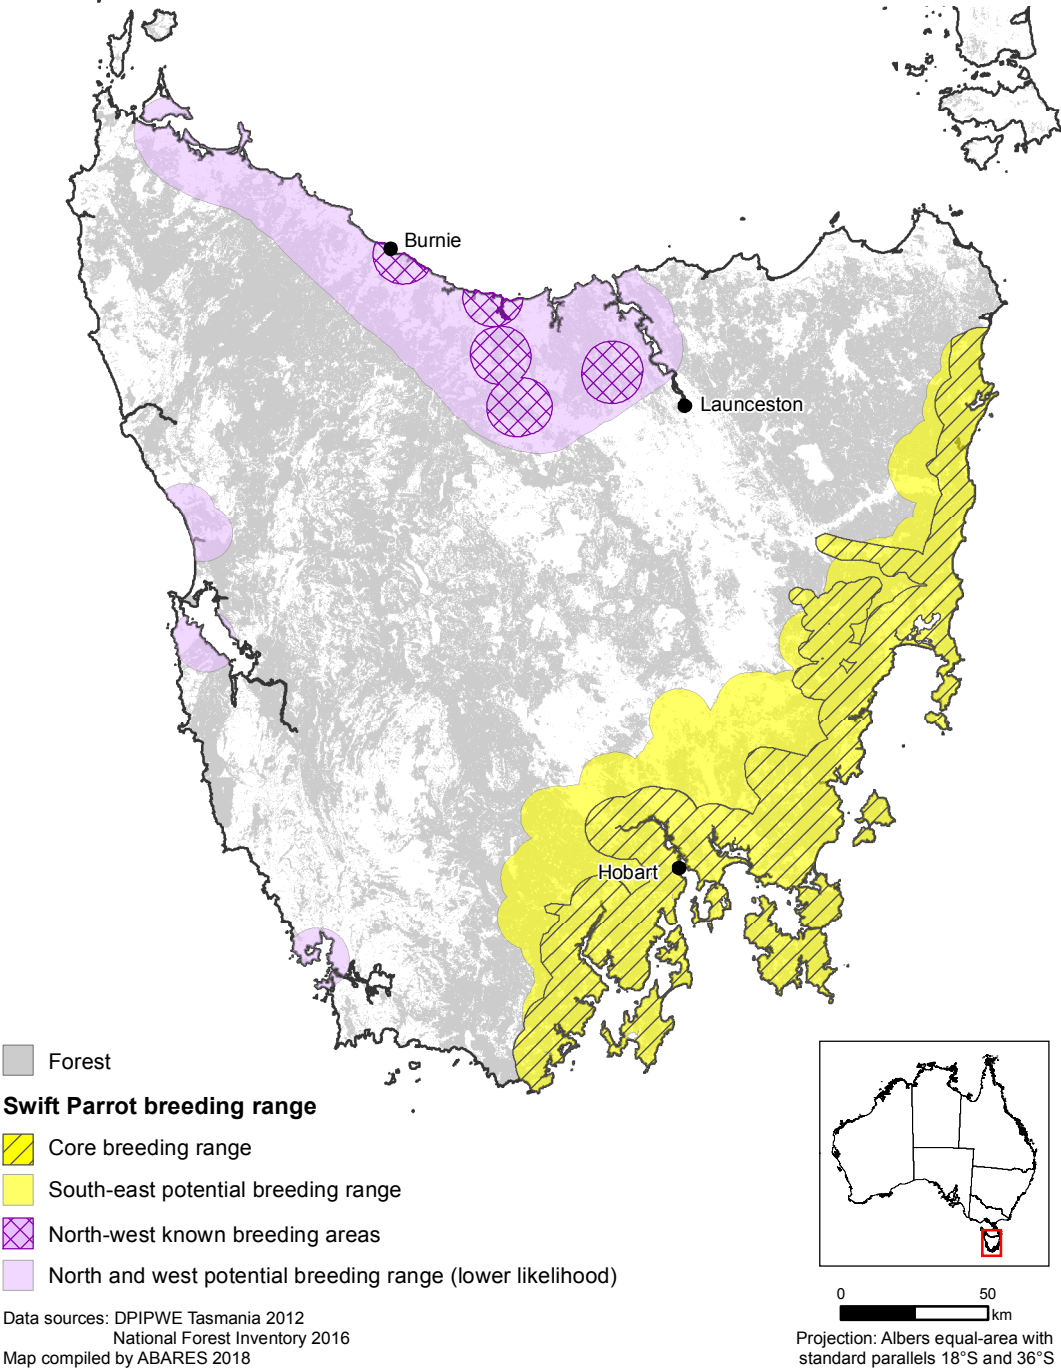 Burnie
Launceston
Hobart
Forest
Swift Parrot breeding range
Core breeding range
South-east potential breeding range
North-west known breeding areas
North and west potential breeding range (lower likelihood)
Data sources: DPIPWE Tasmania 2012
National Forest Inventory 2016
Map compiled by ABARES 2018
0 50
km
Projection: Albers equal-area with
standard parallels 18°S and 36°S